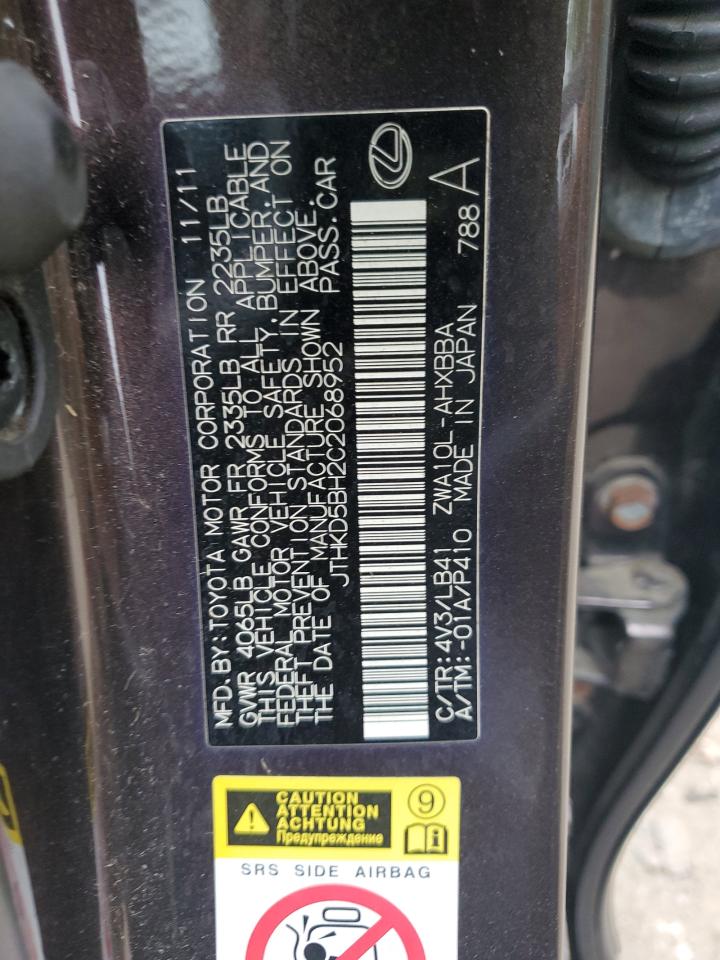 MFD.BY:TOYOTA MOTOR CORPORATION 11/11
GVWR 4065LB GAWR FR 2335LB RR 2235LB
THIS VEHICLE CONFORMS TO ALL APPLICABLE
FEDERAL MOTOR VEHICLE SAFETY,BUMPER,AND
THEFT PREVENTION STANDARDS IN EFFECT ON
THE DATE OF MANUFACTURE SHOWN ABOVE.
JTHKD5BH2C2068952 PASS.CAR
C/TR:4V3/LB41 ZWA10L-AHXBBA
A/TM:-01A/P410 MADE IN JAPAN 788 A
CAUTION
ATTENTION
ACHTUNG
Предупреждение
9
i
SRS SIDE AIRBAG